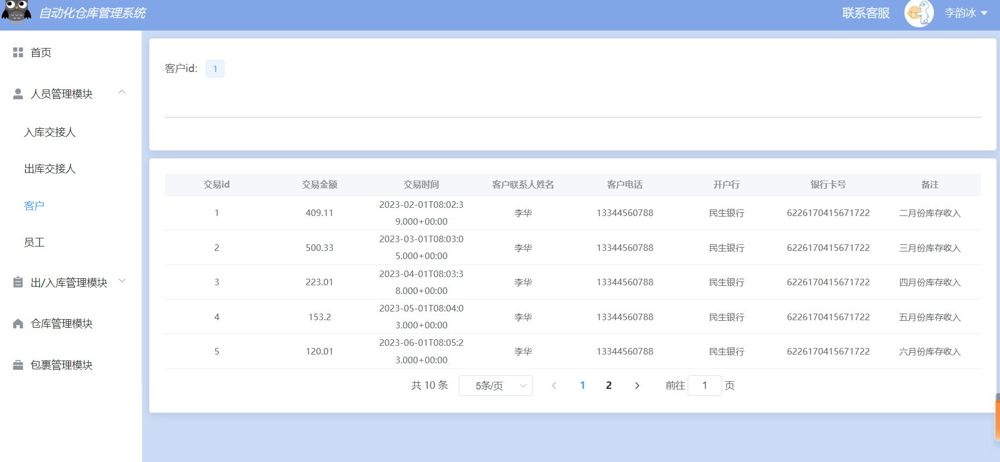 自动化仓库管理系统
联系客服
李韵冰
首页
人员管理模块
入库交接人
出库交接人
客户
员工
出/入库管理模块
仓库管理模块
包裹管理模块
客户id: 1
交易id 交易金额 交易时间 客户联系人姓名 客户电话 开户行 银行卡号 备注
1 409.11 2023-02-01T08:02:3
9.000+00:00 李华 13344560788 民生银行 6226170415671722 二月份库存收入
2 500.33 2023-03-01T08:03:0
5.000+00:00 李华 13344560788 民生银行 6226170415671722 三月份库存收入
3 223.01 2023-04-01T08:03:3
8.000+00:00 李华 13344560788 民生银行 6226170415671722 四月份库存收入
4 153.2 2023-05-01T08:04:0
3.000+00:00 李华 13344560788 民生银行 6226170415671722 五月份库存收入
5 120.01 2023-06-01T08:05:2
3.000+00:00 李华 13344560788 民生银行 6226170415671722 六月份库存收入
共 10 条 5条/页 1 2 前往 1 页